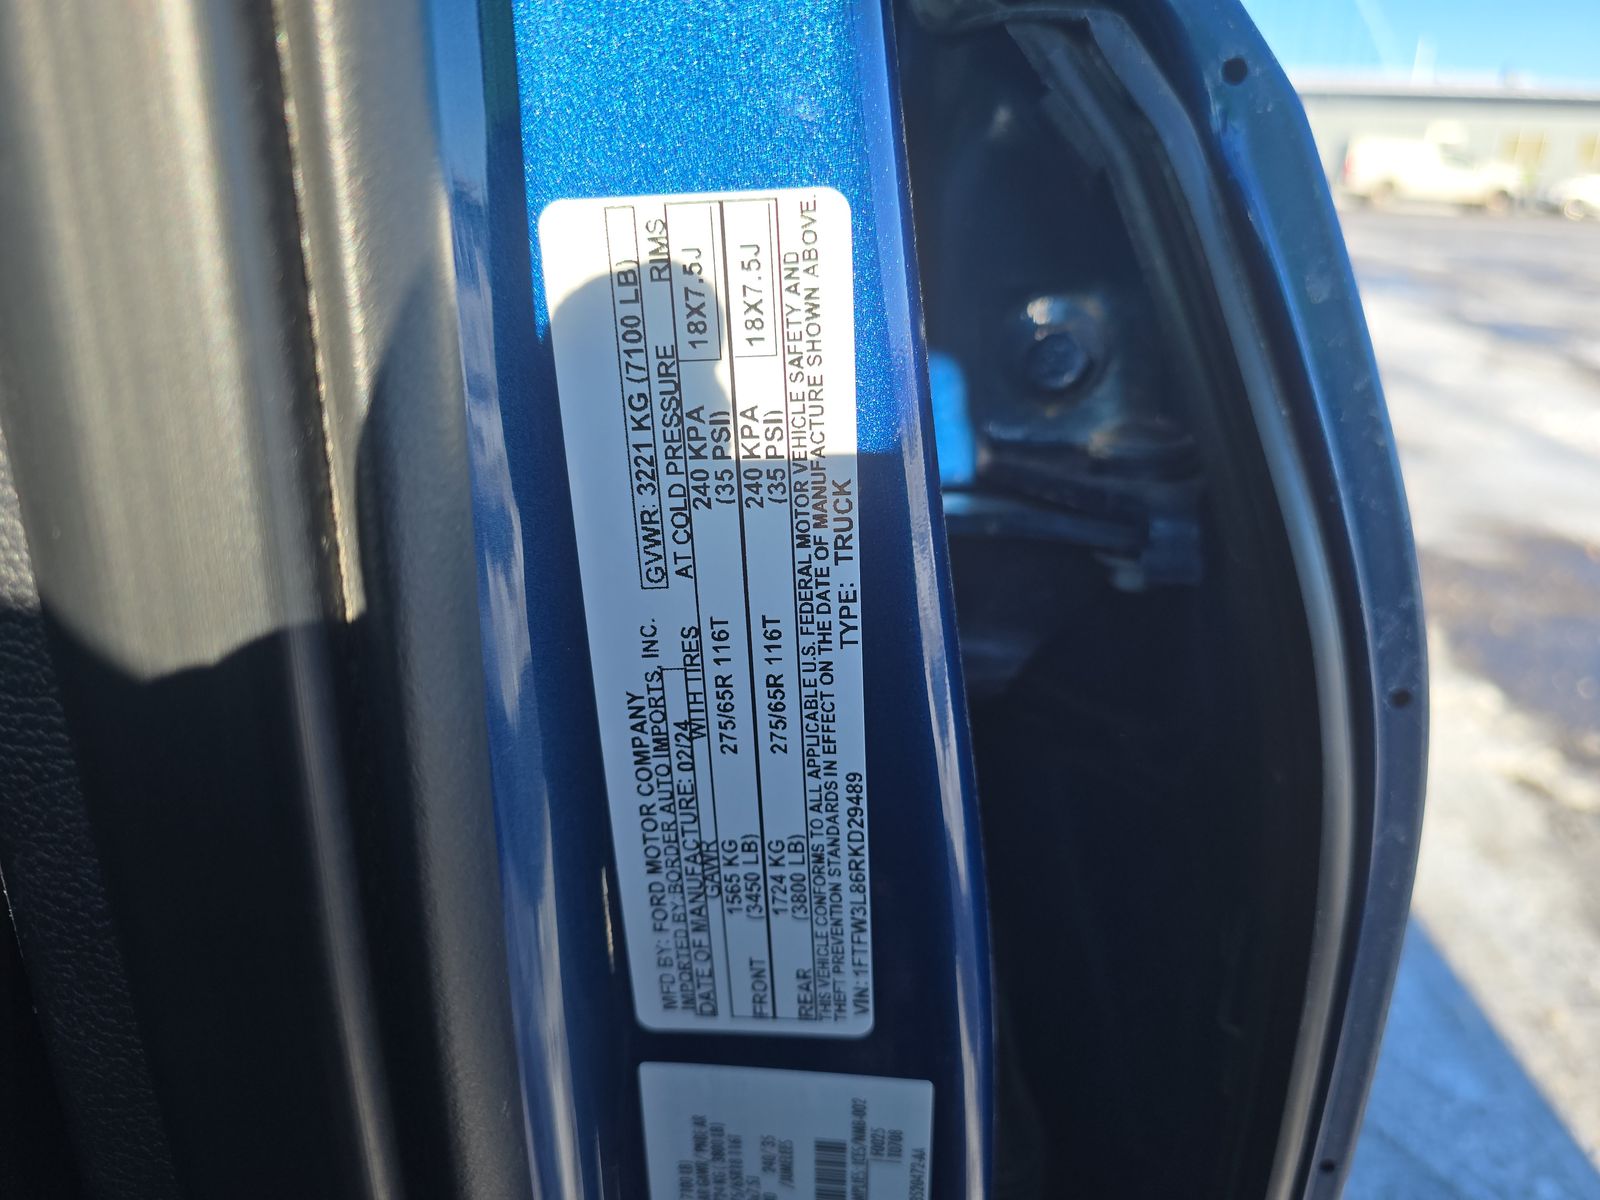 MFD BY: FORD MOTOR COMPANY
IMPORTED BY: BORDER AUTO IMPORTS, INC.
DATE OF MANUFACTURE: 02/24
GVWR: 3221 KG (7100 LB)
GAWR WITH TIRES AT COLD PRESSURE RIMS
FRONT 1565 KG 275/65R 116T 240 KPA 18X7.5J
(3450 LB) (35 PSI)
REAR 1724 KG 275/65R 116T 240 KPA 18X7.5J
(3800 LB) (35 PSI)
THIS VEHICLE CONFORMS TO ALL APPLICABLE U.S. FEDERAL MOTOR VEHICLE SAFETY AND
THEFT PREVENTION STANDARDS IN EFFECT ON THE DATE OF MANUFACTURE SHOWN ABOVE.
VIN: 1FTFW3L86RKD29489 TYPE: TRUCK